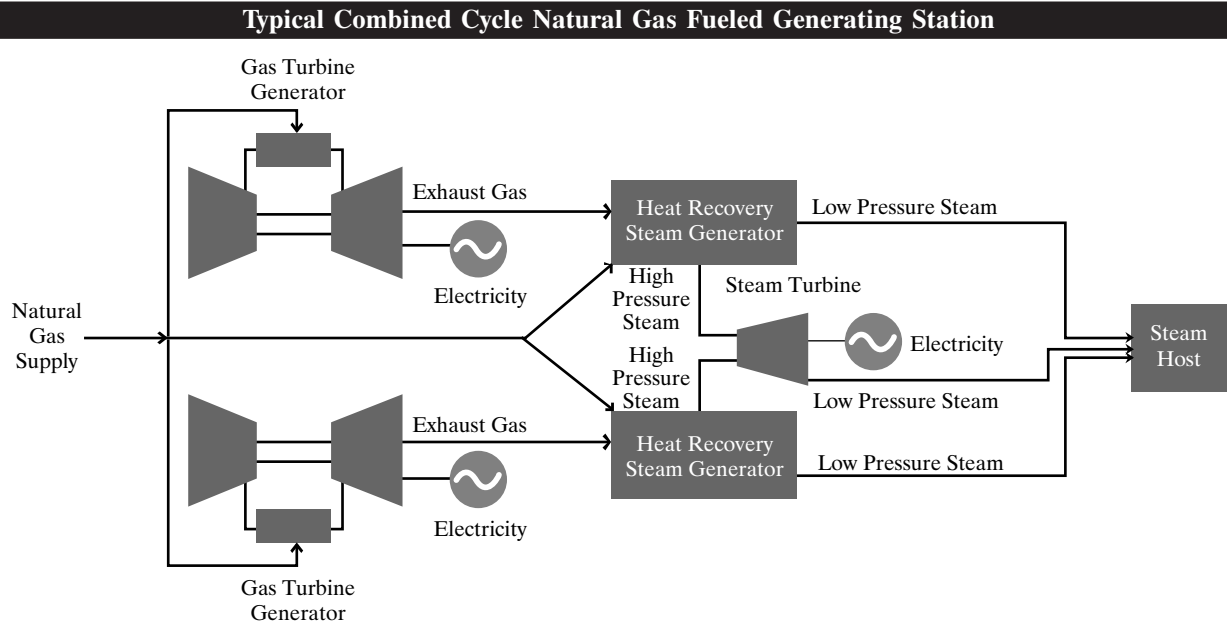 Typical Combined Cycle Natural Gas Fueled Generating Station
Gas Turbine
Generator
Exhaust Gas
Electricity
Heat Recovery
Steam Generator
Low Pressure Steam
High
Pressure
Steam
Steam Turbine
Natural
Gas
Supply
Electricity
Steam
Host
High
Pressure
Steam
Low Pressure Steam
Exhaust Gas
Electricity
Heat Recovery
Steam Generator
Low Pressure Steam
Gas Turbine
Generator